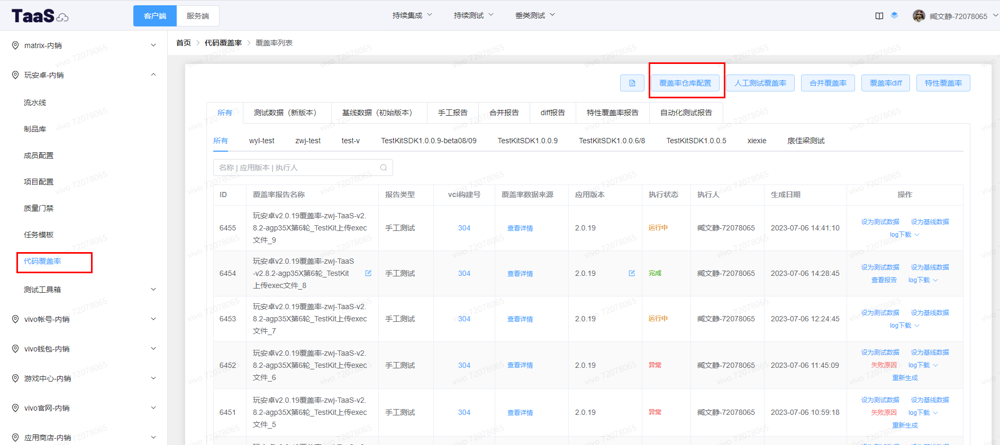 TaaS
客户端
服务端
持续集成
持续测试
垂类测试
臧文静-72078065
matrix-内销
玩安卓-内销
流水线
制品库
成员配置
项目配置
质量门禁
任务模板
代码覆盖率
测试工具箱
vivo帐号-内销
vivo钱包-内销
游戏中心-内销
vivo官网-内销
应用商店-内销
首页 > 代码覆盖率 > 覆盖率列表
覆盖率仓库配置
人工测试覆盖率
合并覆盖率
覆盖率diff
特性覆盖率
所有
测试数据（新版本）
基线数据（初始版本）
手工报告
合并报告
diff报告
特性覆盖率报告
自动化测试报告
所有
wyl-test
zwj-test
test-v
TestKitSDK1.0.0.9-beta08/09
TestKitSDK1.0.0.9
TestKitSDK1.0.0.6/8
TestKitSDK1.0.0.5
xiexie
佳梁测试
名称 | 应用版本 | 执行人
ID
覆盖率报告名称
报告类型
vci构建号
覆盖率数据来源
应用版本
执行状态
执行人
生成日期
操作
6455
玩安卓v2.0.19覆盖率-zwj-TaaS-v2.
8.2-agp35X第6轮_TestKit上传exec
文件_9
手工测试
304
查看详情
2.0.19
运行中
臧文静-72078065
2023-07-06 14:41:10
设为测试数据 设为基线数据
log下载
6454
玩安卓v2.0.19覆盖率-zwj-TaaS
-v2.8.2-agp35X第6轮_TestKit
上传exec文件_8
手工测试
304
查看详情
2.0.19
完成
臧文静-72078065
2023-07-06 14:28:45
设为测试数据 设为基线数据
查看报告 log下载
6453
玩安卓v2.0.19覆盖率-zwj-TaaS-v2.
8.2-agp35X第6轮_TestKit上传exec
文件_7
手工测试
304
查看详情
2.0.19
运行中
臧文静-72078065
2023-07-06 12:24:45
设为测试数据 设为基线数据
log下载
6452
玩安卓v2.0.19覆盖率-zwj-TaaS-v2.
8.2-agp35X第6轮_TestKit上传exec
文件_6
手工测试
304
查看详情
2.0.19
异常
臧文静-72078065
2023-07-06 11:45:09
设为测试数据 设为基线数据
失败原因 log下载
重新生成
6451
玩安卓v2.0.19覆盖率-zwj-TaaS-v2.
8.2-agp35X第6轮_TestKit上传exec
文件_5
手工测试
304
查看详情
2.0.19
异常
臧文静-72078065
2023-07-06 10:59:18
设为测试数据 设为基线数据
失败原因 log下载
重新生成
vivo 72078065